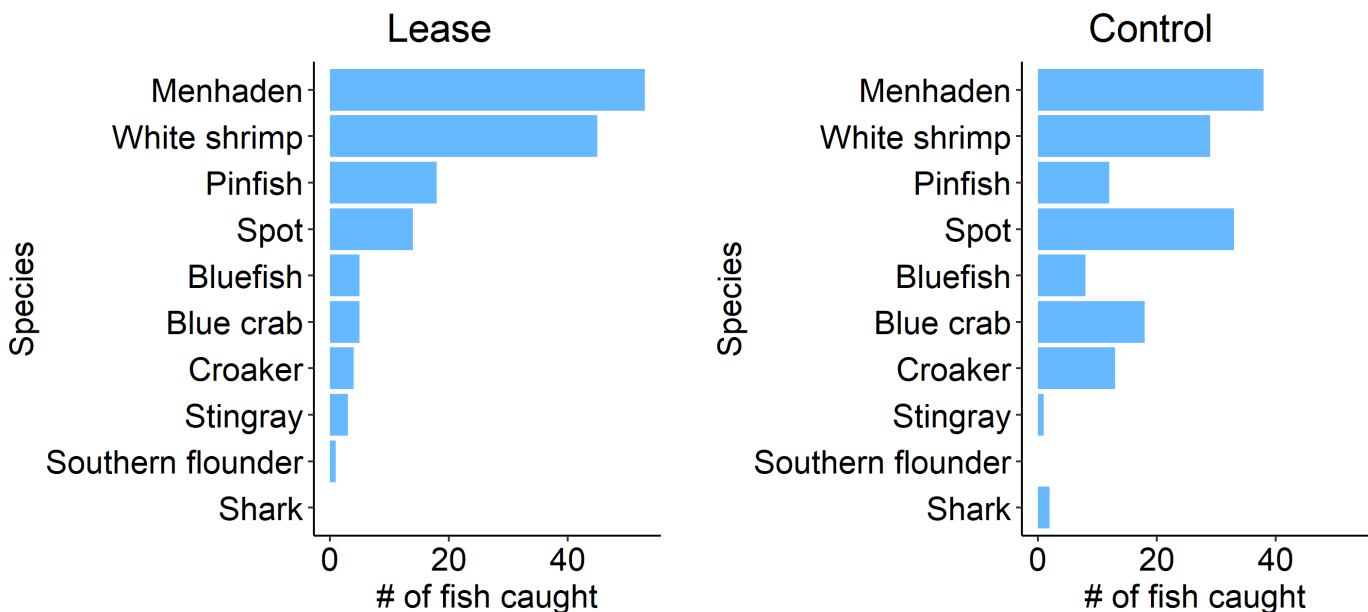 Lease
Species
Menhaden
White shrimp
Pinfish
Spot
Bluefish
Blue crab
Croaker
Stingray
Southern flounder
Shark
0 20 40
# of fish caught
Control
Species
Menhaden
White shrimp
Pinfish
Spot
Bluefish
Blue crab
Croaker
Stingray
Southern flounder
Shark
0 20 40
# of fish caught